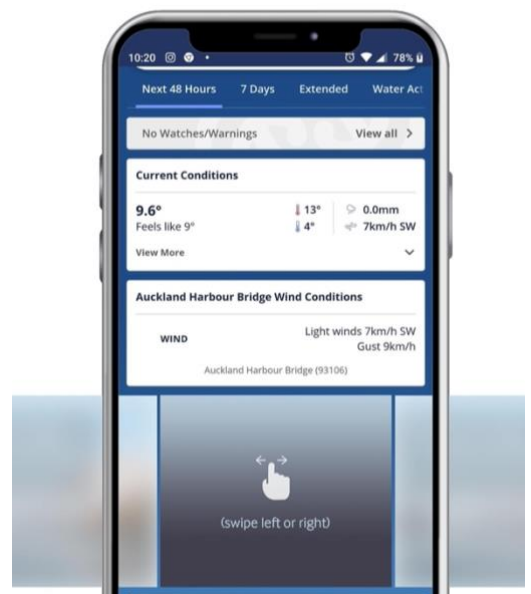 10:20 78%
Next 48 Hours 7 Days Extended Water Act
No Watches/Warnings View all >
Current Conditions
9.6° 13° 0.0mm
Feels like 9° 4° 7km/h SW
View More
Auckland Harbour Bridge Wind Conditions
WIND Light winds 7km/h SW
Gust 9km/h
Auckland Harbour Bridge (93106)
(swipe left or right)